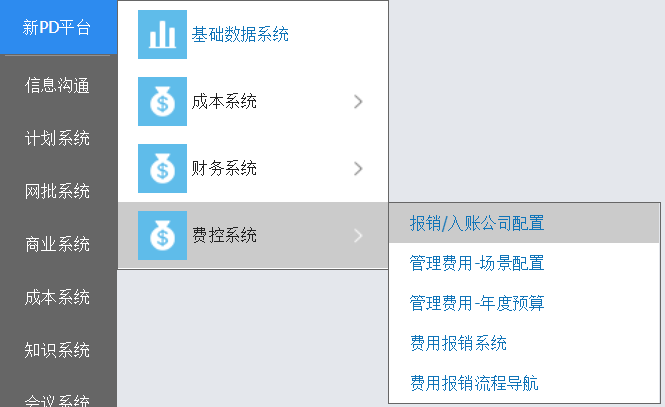 新PD平台
信息沟通
计划系统
网批系统
商业系统
成本系统
知识系统
会议系统
基础数据系统
成本系统
财务系统
费控系统
报销/入账公司配置
管理费用-场景配置
管理费用-年度预算
费用报销系统
费用报销流程导航